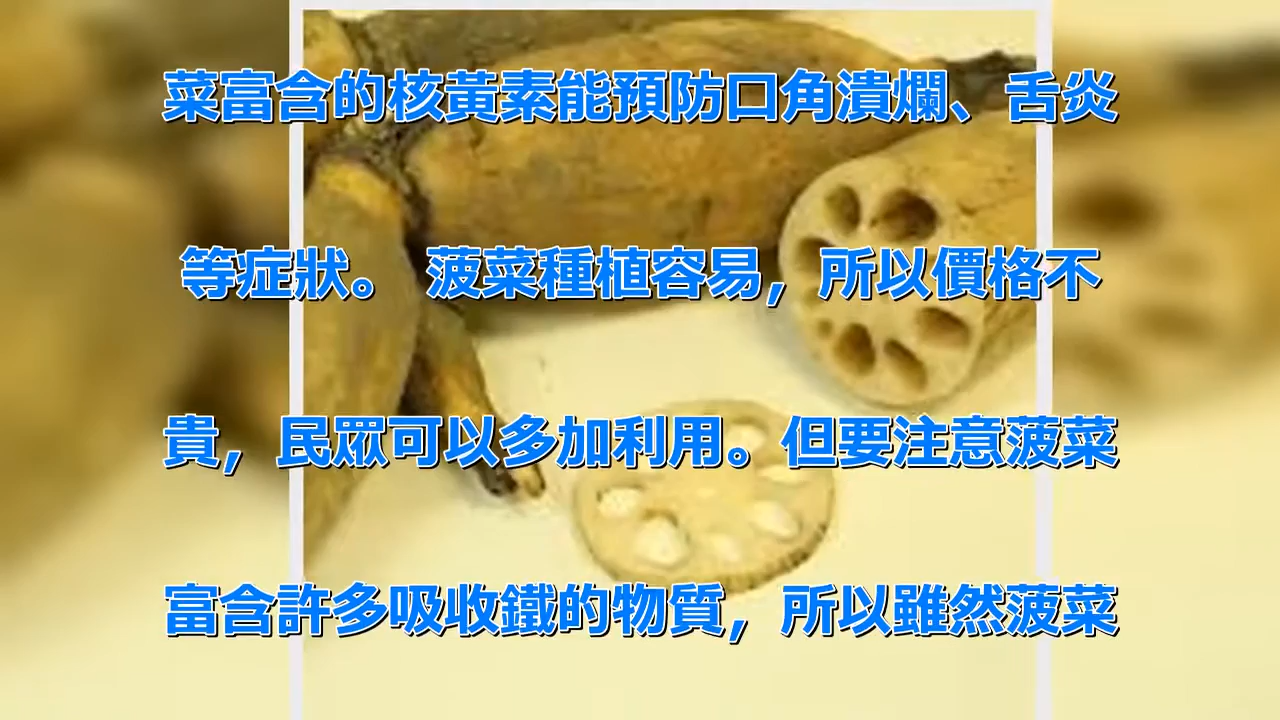 菜富含的核黃素能預防口角潰爛、舌炎
等症狀。 菠菜種植容易，所以價格不
貴，民眾可以多加利用。但要注意菠菜
富含許多吸收鐵的物質，所以雖然菠菜